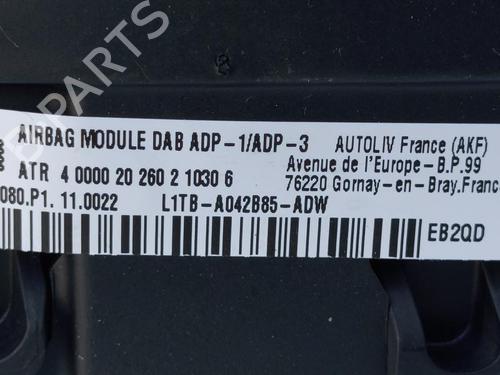 AIRBAG MODULE DAB ADP-1/ADP-3
ATR 4 0000 20 260 2 1030 6
080.P1. 11.0022 L1TB-A042B85-ADW
AUTOLIV France (AKF)
Avenue de l'Europe-B.P.99
76220 Gornay-en-Bray.France
EB2QD
B-PARTS